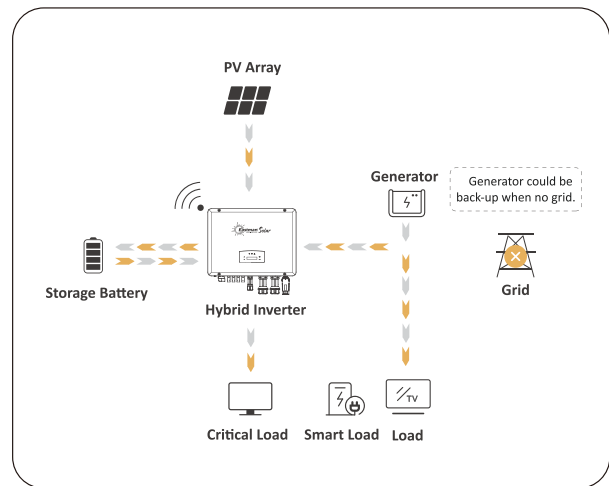 PV Array
Generator
Generator could be
back-up when no grid.
Storage Battery
Hybrid Inverter
Grid
TV
Critical Load
Smart Load
Load